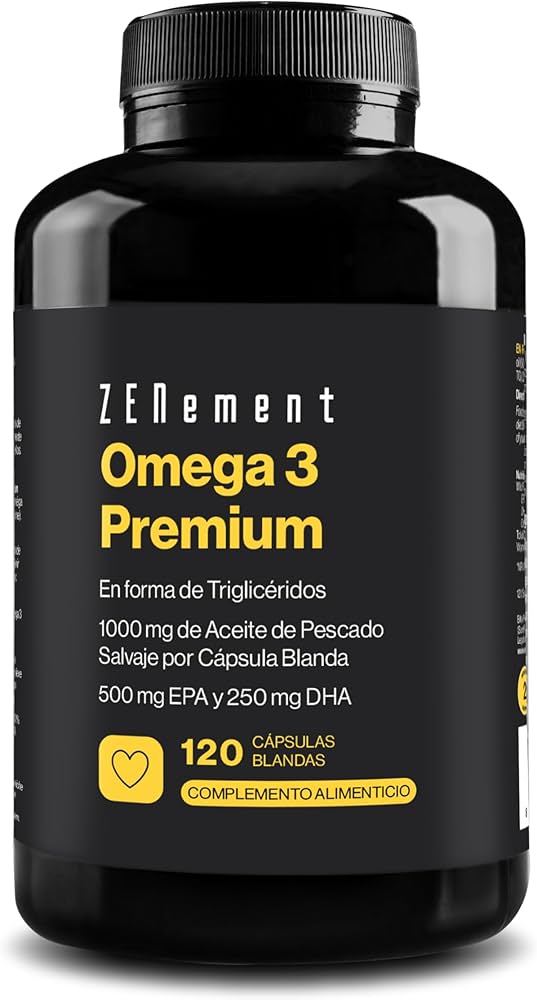 ZENement
Omega 3
Premium
En forma de Triglicéridos
1000 mg de Aceite de Pescado
Salvaje por Cápsula Blanda
500 mg EPA y 250 mg DHA
120 CÁPSULAS
BLANDAS
COMPLEMENTO ALIMENTICIO